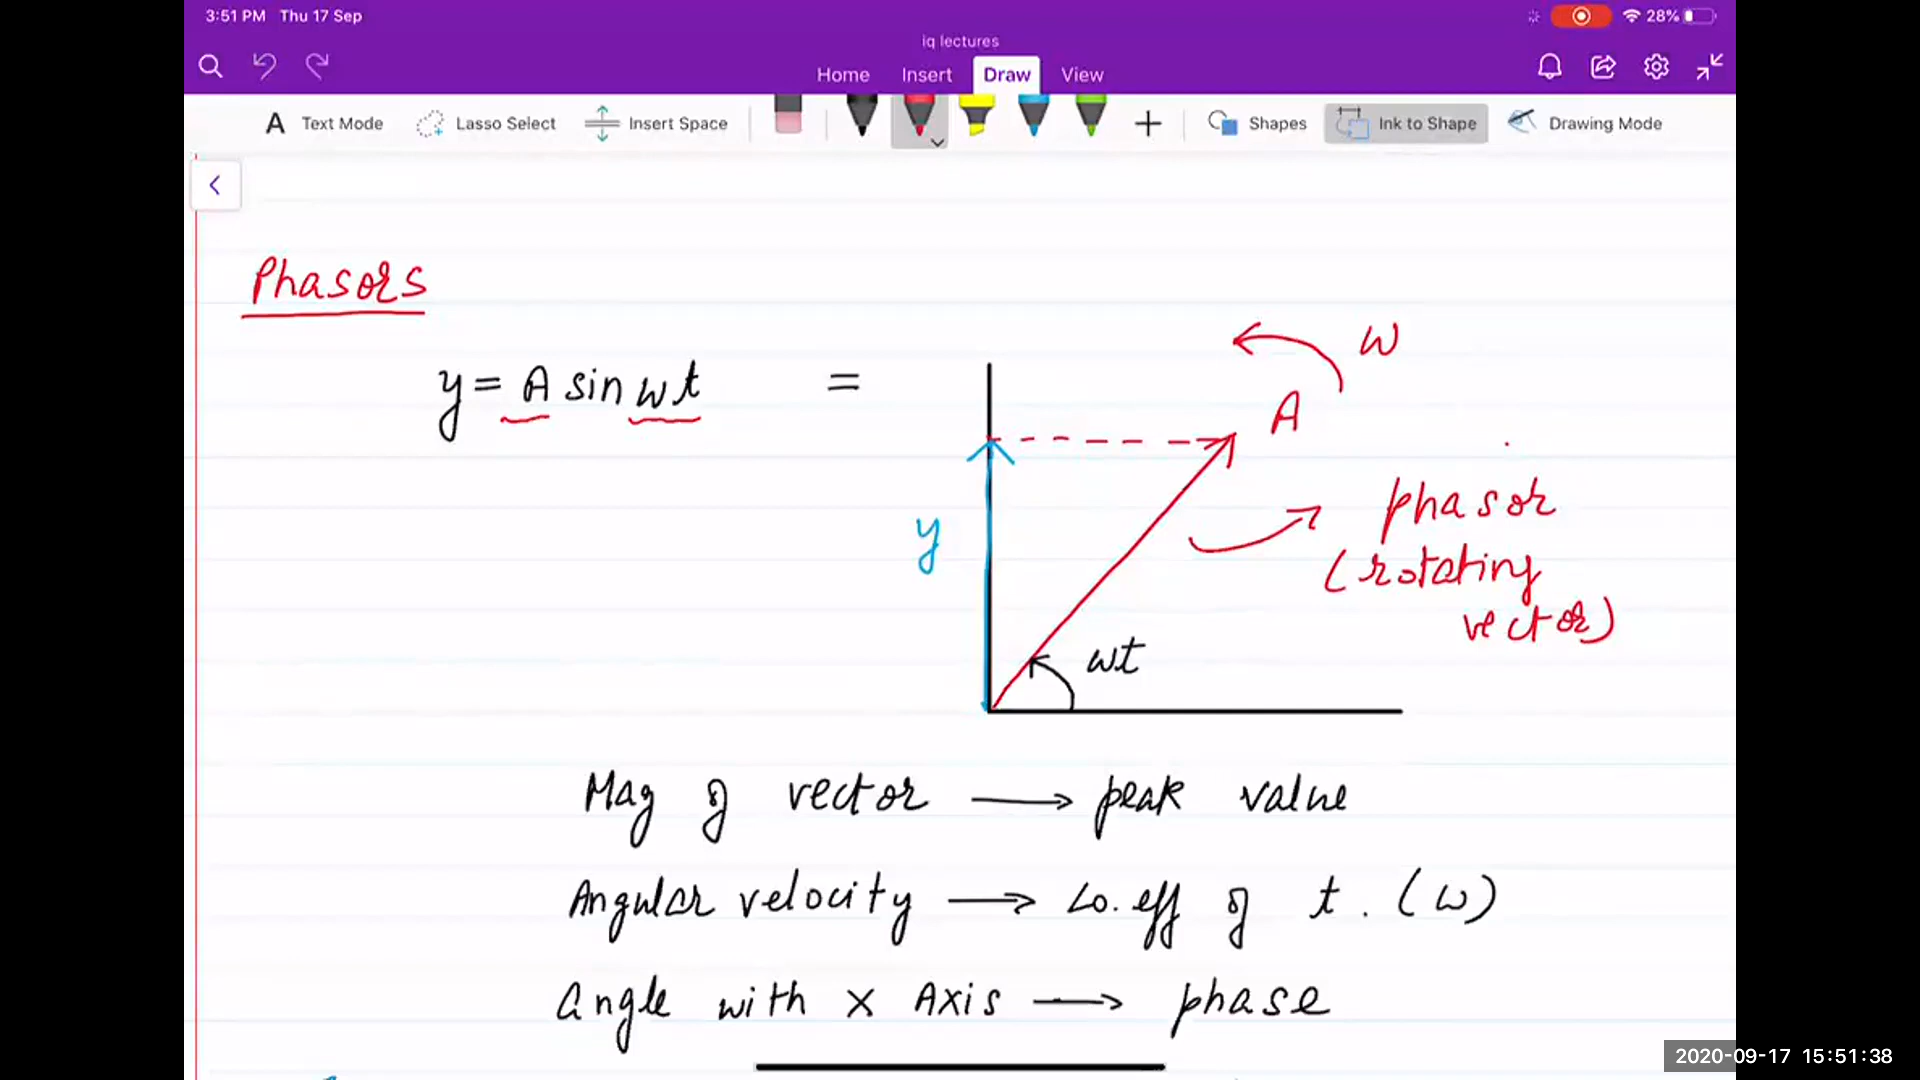 3:51 PM Thu 17 Sep
28%
iq lectures
Home Insert Draw View
A Text Mode Lasso Select Insert Space Shapes Ink to Shape Drawing Mode
Phasors
y = A sin wt =
w
A
y
phasor
(rotating
vector)
wt
Mag of vector → peak value
Angular velocity → Co.eff of t. (w)
Angle with X Axis → phase
2020-09-17 15:51:38